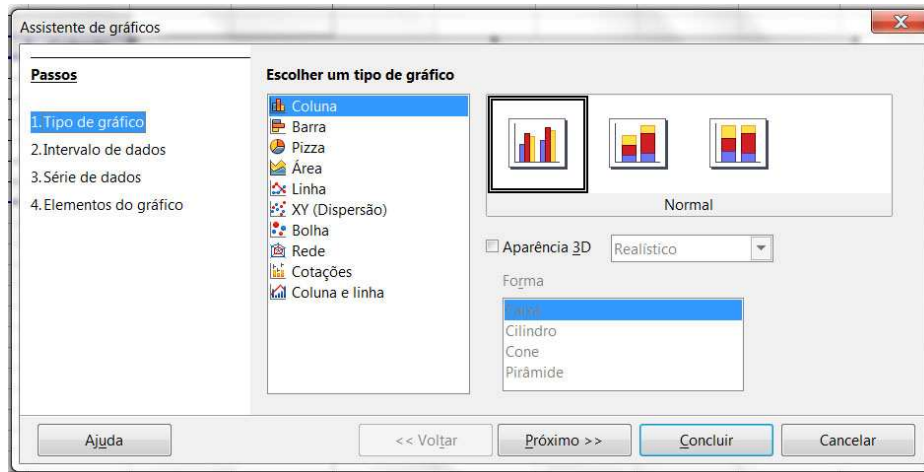 Assistente de gráficos
Passos
1.Tipo de gráfico
2.Intervalo de dados
3.Série de dados
4.Elementos do gráfico
Escolher um tipo de gráfico
Coluna
Barra
Pizza
Área
Linha
XY (Dispersão)
Bolha
Rede
Cotações
Coluna e linha
Normal
Aparência 3D
Realístico
Forma
Cilindro
Cone
Pirâmide
Ajuda
<< Voltar
Próximo >>
Concluir
Cancelar